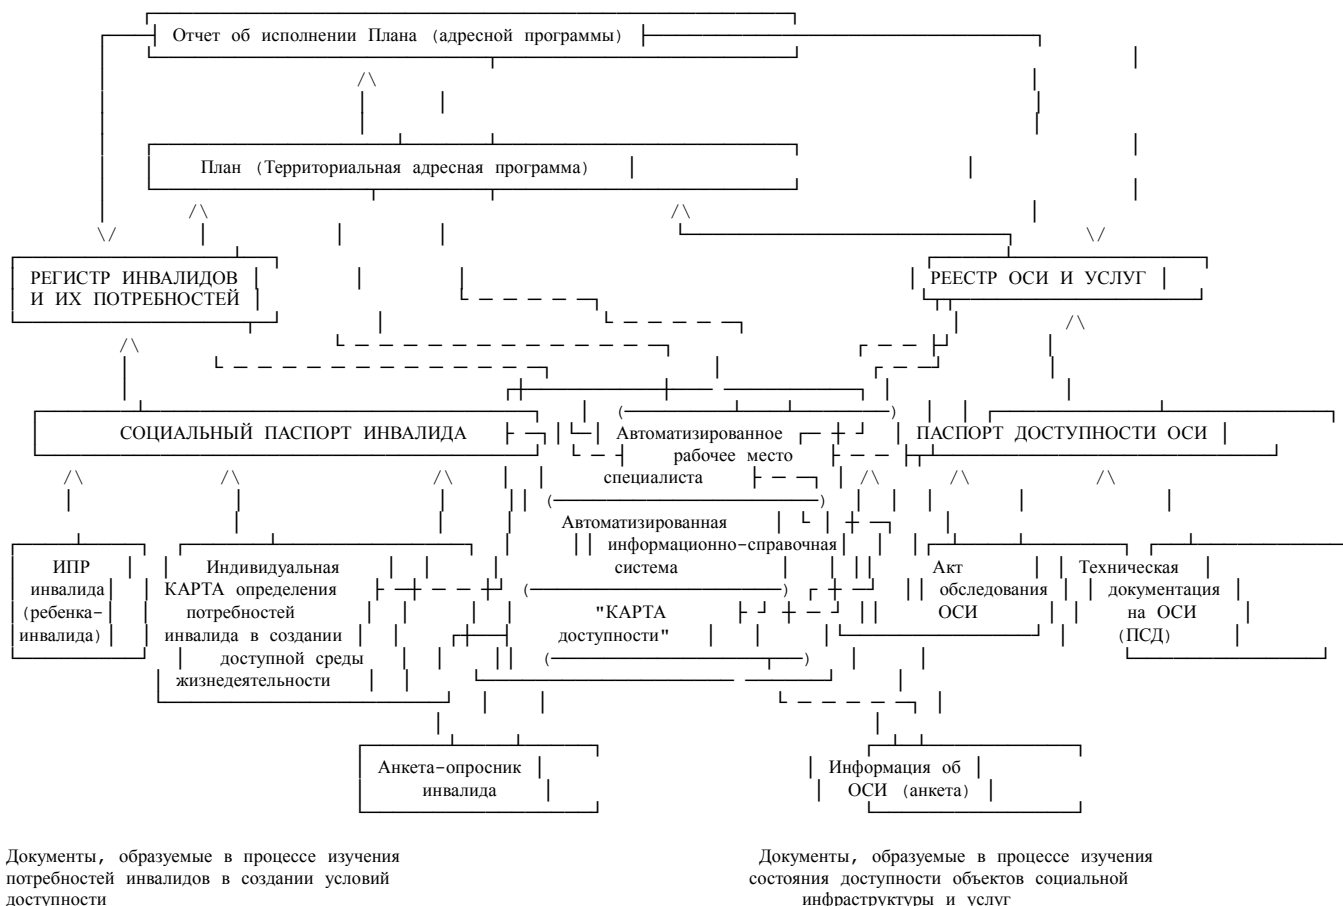 Отчет об исполнении Плана (адресной программы)
План (Территориальная адресная программа)
РЕГИСТР ИНВАЛИДОВ
И ИХ ПОТРЕБНОСТЕЙ
РЕЕСТР ОСИ И УСЛУГ
СОЦИАЛЬНЫЙ ПАСПОРТ ИНВАЛИДА
Автоматизированное
рабочее место
специалиста
ПАСПОРТ ДОСТУПНОСТИ ОСИ
Автоматизированная
информационно-справочная
система
"КАРТА
доступности"
ИПР
инвалида
(ребенка-
инвалида)
Индивидуальная
КАРТА определения
потребностей
инвалида в создании
доступной среды
жизнедеятельности
Акт
обследования
ОСИ
Техническая
документация
на ОСИ
(ПСД)
Анкета-опросник
инвалида
Информация об
ОСИ (анкета)
Документы, образуемые в процессе изучения
потребностей инвалидов в создании условий
доступности
Документы, образуемые в процессе изучения
состояния доступности объектов социальной
инфраструктуры и услуг